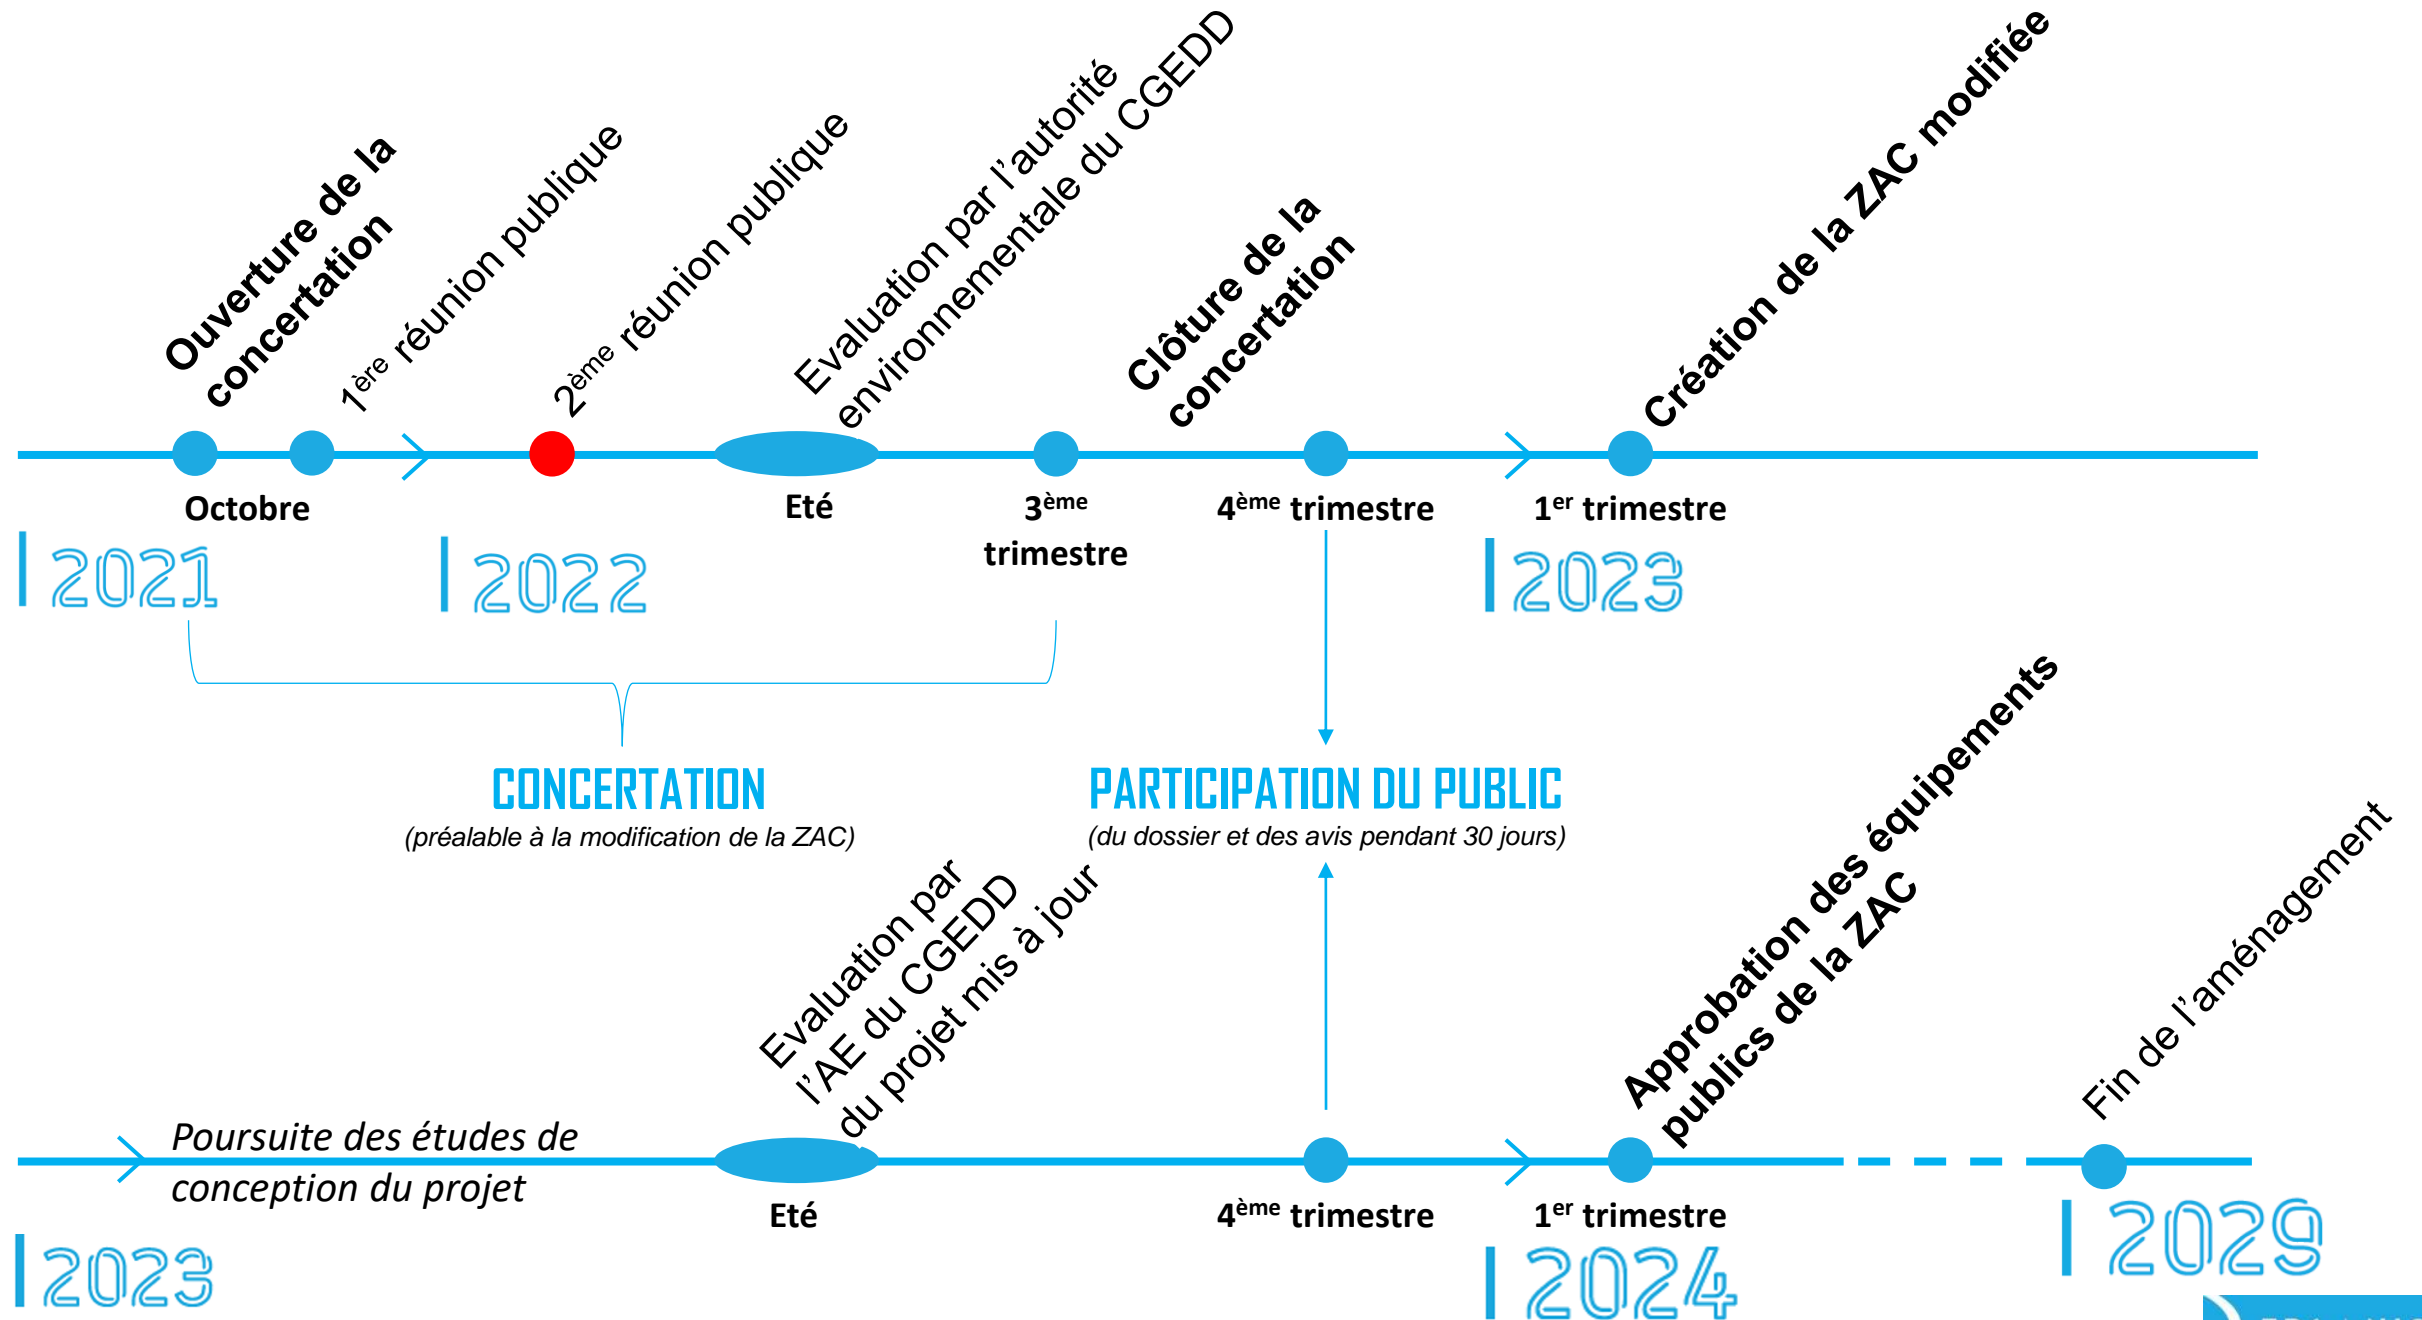 Ouverture de la
concertation
1ère réunion publique
2ème réunion publique
Evaluation par l'autorité
environnementale du CGEDD
Clôture de la
concertation
Création de la ZAC modifiée
Octobre
Eté
3ème
trimestre
4ème trimestre
1er trimestre
2021
2022
2023
CONCERTATION
(préalable à la modification de la ZAC)
PARTICIPATION DU PUBLIC
(du dossier et des avis pendant 30 jours)
Evaluation par
l'AE du CGEDD
du projet mis à jour
Approbation des équipements
publics de la ZAC
Fin de l'aménagement
Poursuite des études de
conception du projet
Eté
4ème trimestre
1er trimestre
2023
2024
2029